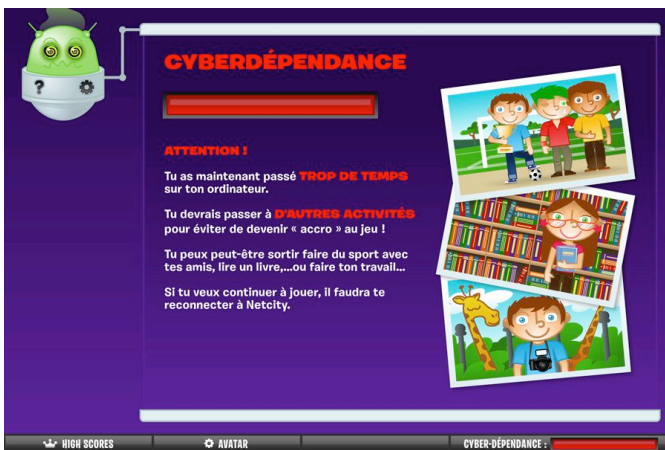 CYBERDÉPENDANCE
?
ATTENTION !
Tu as maintenant passé TROP DE TEMPS
sur ton ordinateur.
Tu devrais passer à D'AUTRES ACTIVITÉS
pour éviter de devenir « accro » au jeu !
Tu peux peut-être sortir faire du sport avec
tes amis, lire un livre,...ou faire ton travail...
Si tu veux continuer à jouer, il faudra te
reconnecter à Netcity.
HIGH SCORES
AVATAR
CYBER-DÉPENDANCE :